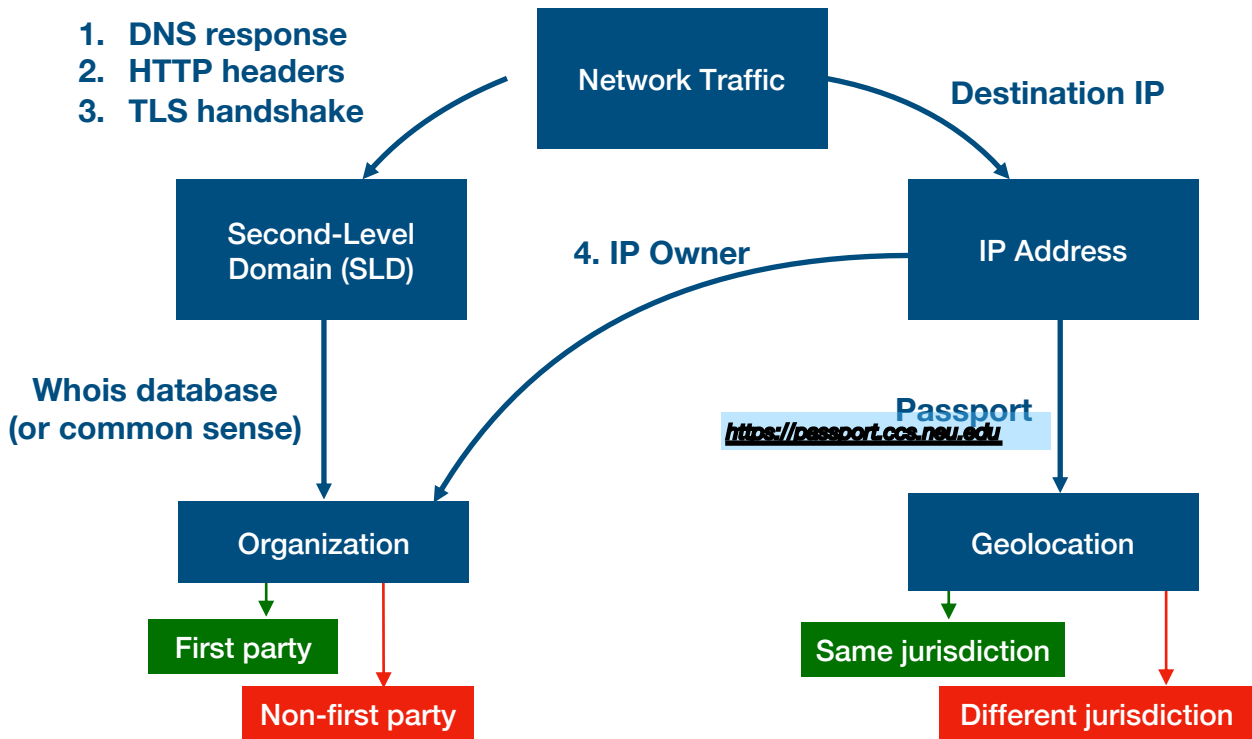 1. DNS response
2. HTTP headers
3. TLS handshake
Network Traffic
Destination IP
Second-Level
Domain (SLD)
4. IP Owner
IP Address
Whois database
(or common sense)
Passport
https://passport.ccs.neu.edu
Organization
Geolocation
First party
Same jurisdiction
Non-first party
Different jurisdiction